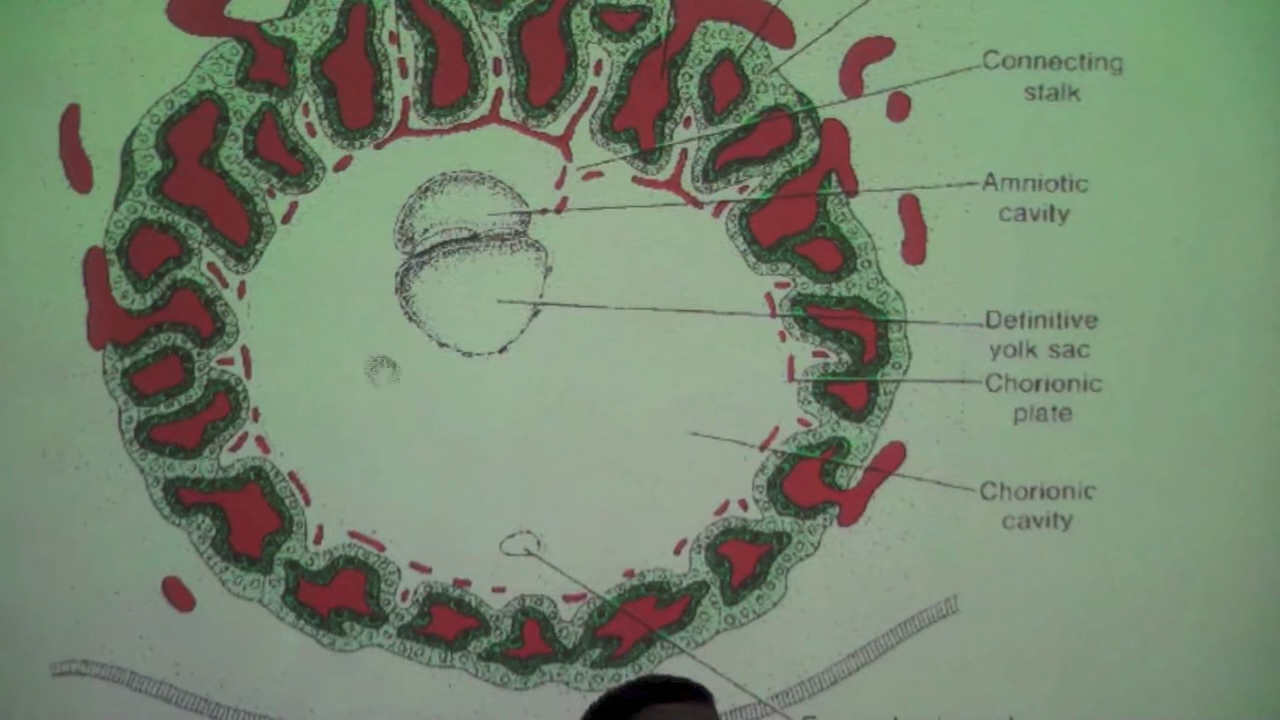 Connecting
stalk
Amniotic
cavity
Definitive
yolk sac
Chorionic
plate
Chorionic
cavity